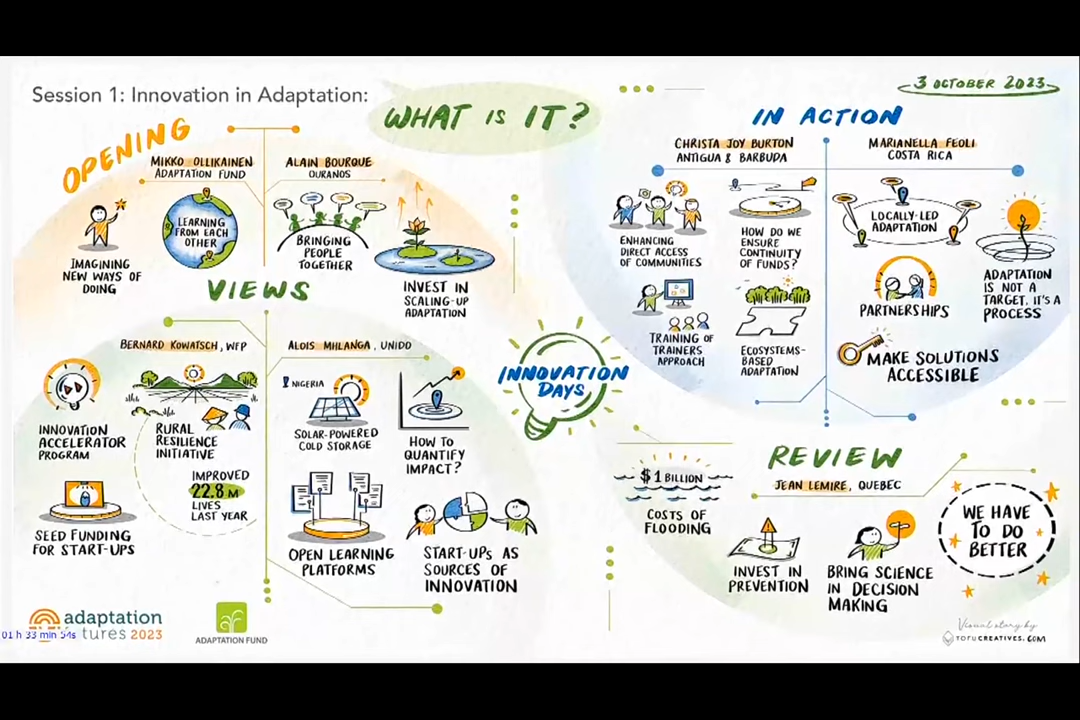 Session 1: Innovation in Adaptation:
WHAT IS IT?
3 OCTOBER 2023
OPENING
MIKKO OLLIKAINEN
ADAPTATION FUND
IMAGINING
NEW WAYS OF
DOING
LEARNING
FROM EACH
OTHER
ALAIN BOURQUE
OURANOS
BRINGING
PEOPLE
TOGETHER
INVEST IN
SCALING-UP
ADAPTATION
VIEWS
BERNARD KOWATSCH, WFP
INNOVATION
ACCELERATOR
PROGRAM
RURAL
RESILIENCE
INITIATIVE
IMPROVED
22.8 M
LIVES
LAST YEAR
SEED FUNDING
FOR START-UPS
ALOIS MHLANGA, UNIDO
NIGERIA
SOLAR-POWERED
COLD STORAGE
HOW TO
QUANTIFY
IMPACT?
OPEN LEARNING
PLATFORMS
START-UPS AS
SOURCES OF
INNOVATION
INNOVATION
DAYS
IN ACTION
CHRISTA JOY BURTON
ANTIGUA & BARBUDA
ENHANCING
DIRECT ACCESS
OF COMMUNITIES
HOW DO WE
ENSURE
CONTINUITY
OF FUNDS?
TRAINING OF
TRAINERS
APPROACH
ECOSYSTEMS-
BASED
ADAPTATION
MARIANELLA FEOLI
COSTA RICA
LOCALLY-LED
ADAPTATION
PARTNERSHIPS
ADAPTATION
IS NOT A
TARGET. IT'S A
PROCESS
MAKE SOLUTIONS
ACCESSIBLE
REVIEW
JEAN LEMIRE, QUEBEC
$1 BILLION
COSTS OF
FLOODING
INVEST IN
PREVENTION
BRING SCIENCE
IN DECISION
MAKING
WE HAVE
TO DO
BETTER
adaptation
tures 2023
01 h 33 min 54s
ADAPTATION FUND
Visual story by
TOFUCREATIVES.COM